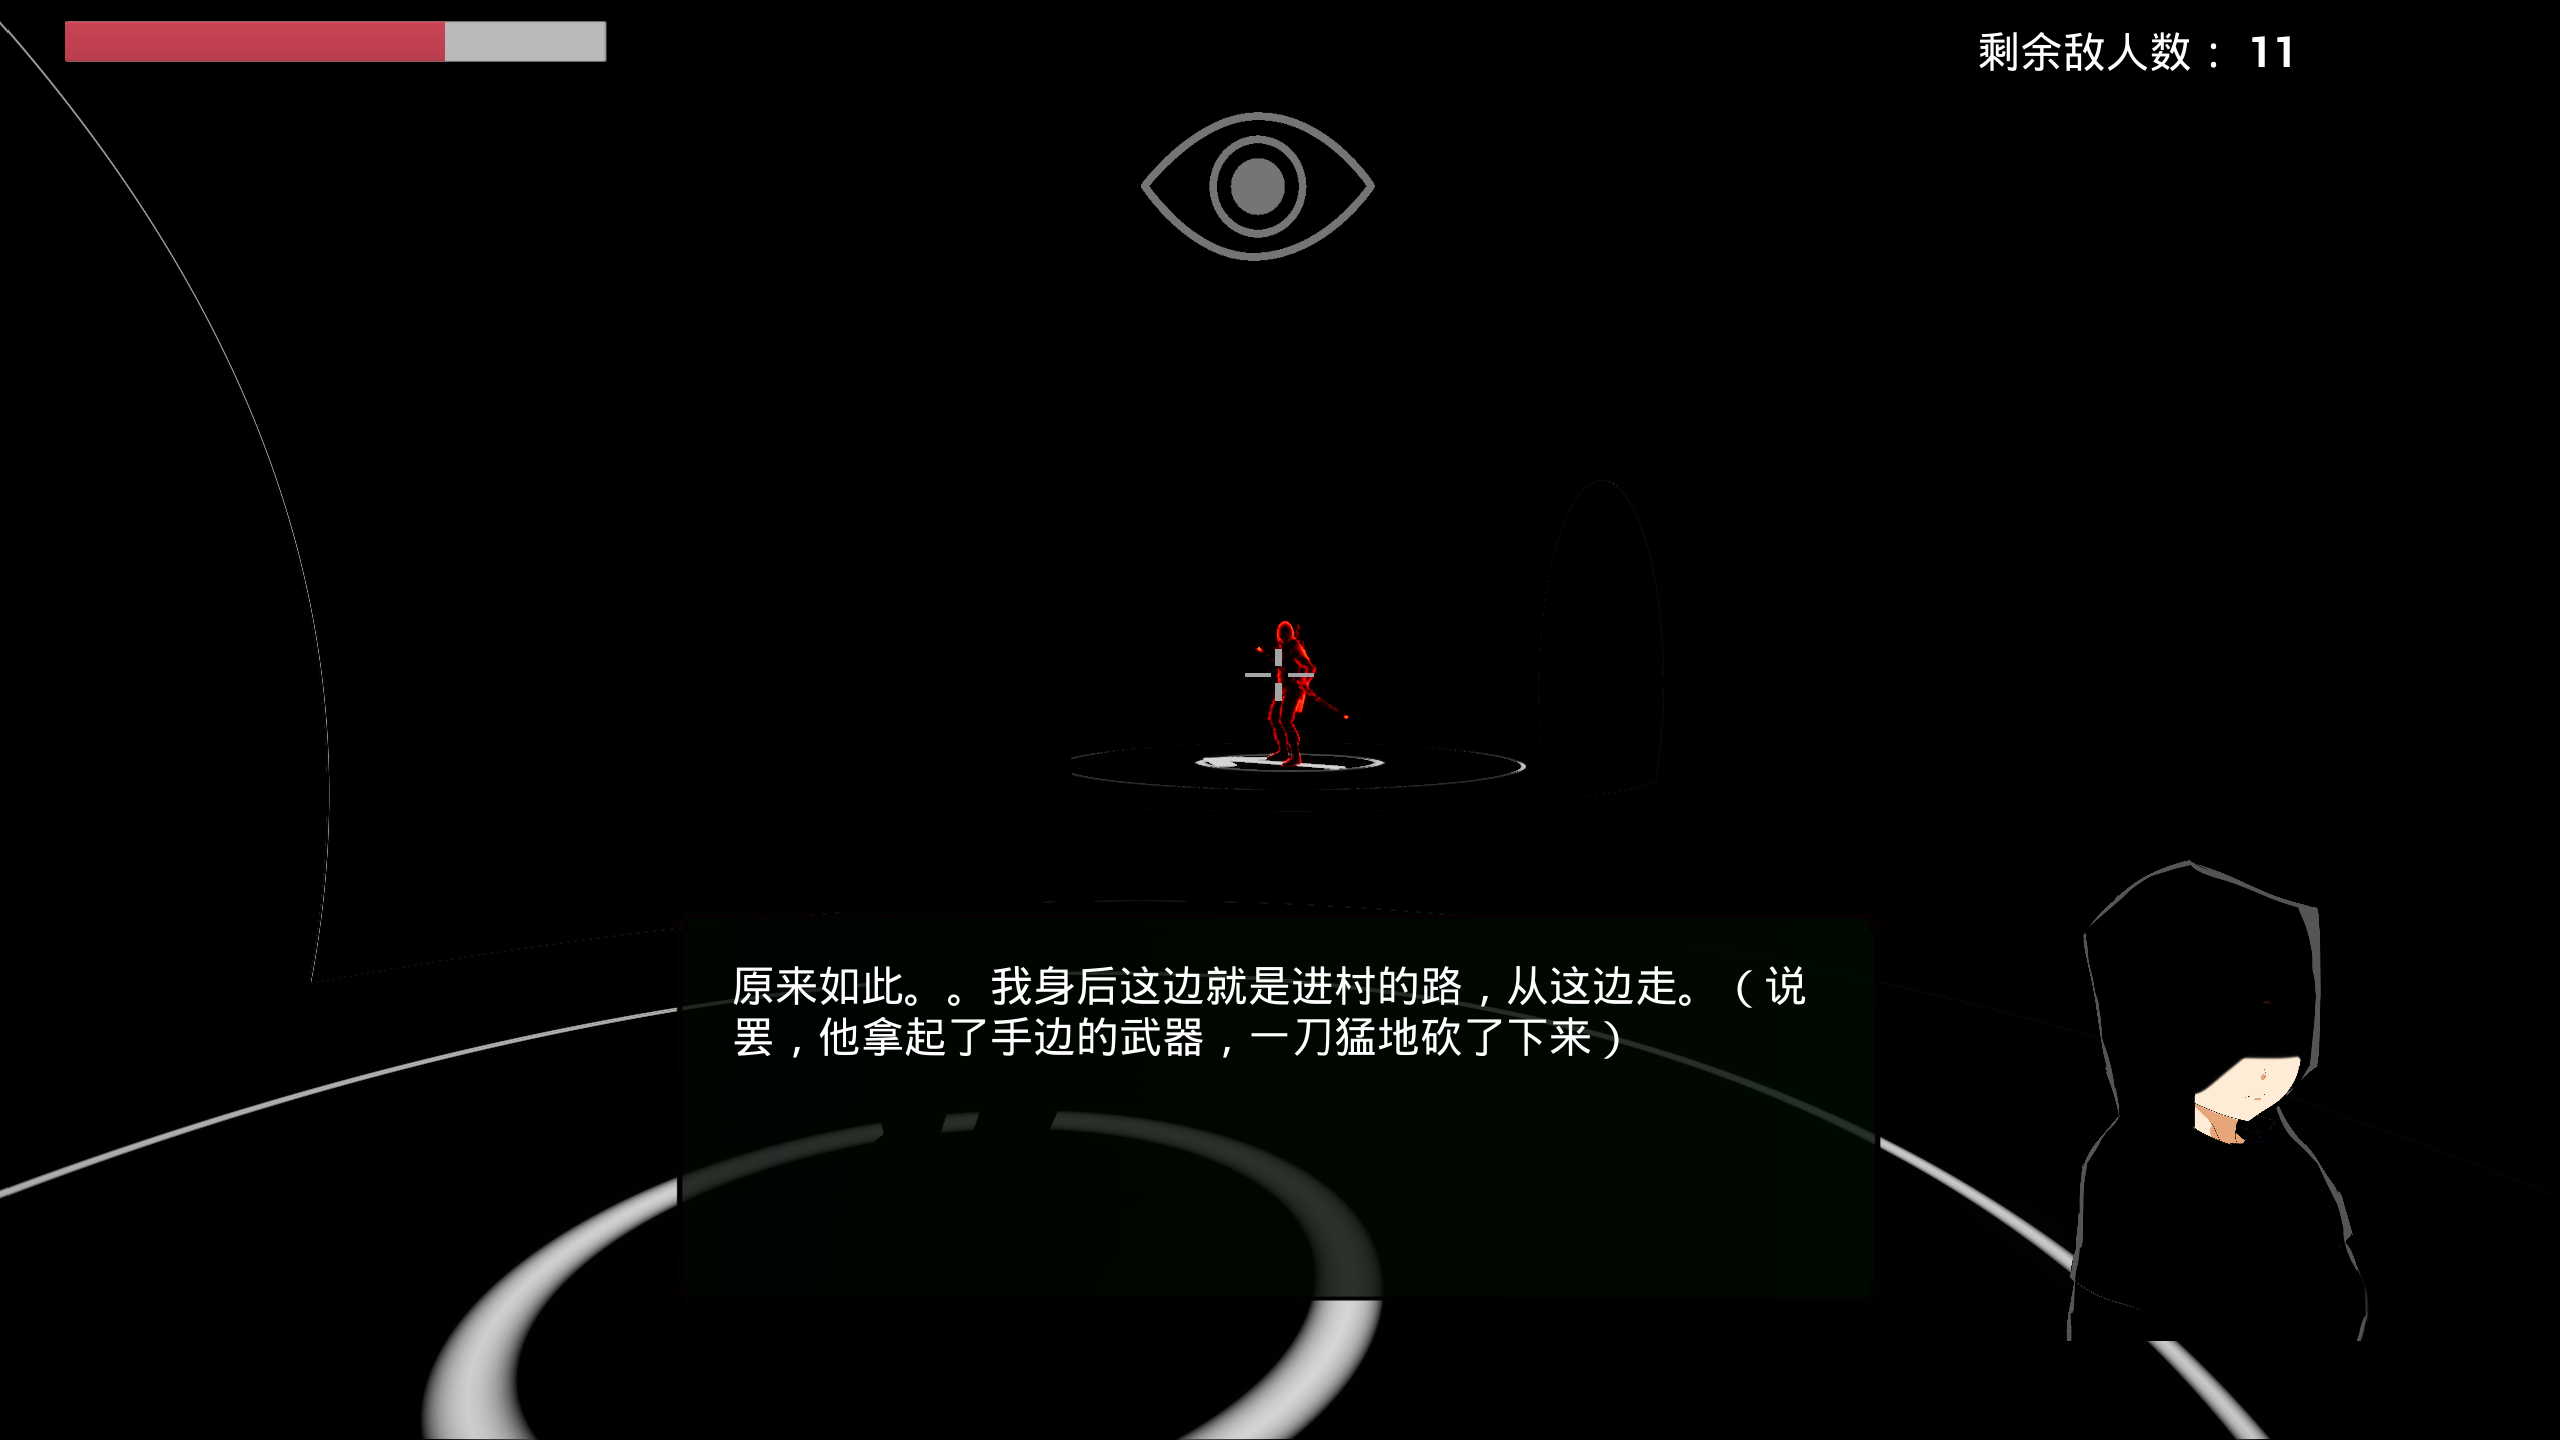 剩余敌人数： 11
原来如此。。我身后这边就是进村的路，从这边走。（说
罢，他拿起了手边的武器，一刀猛地砍了下来）